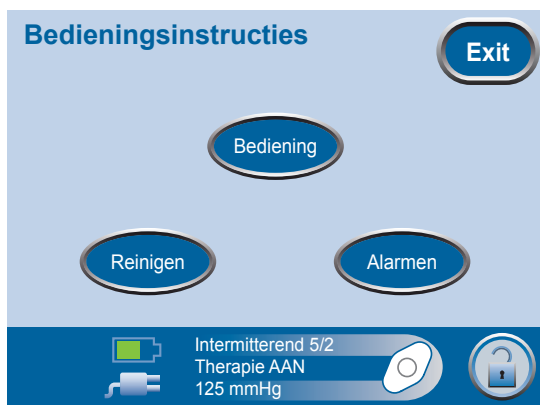 Bedieningsinstructies
Exit
Bediening
Reinigen
Alarmen
Intermitterend 5/2
Therapie AAN
125 mmHg